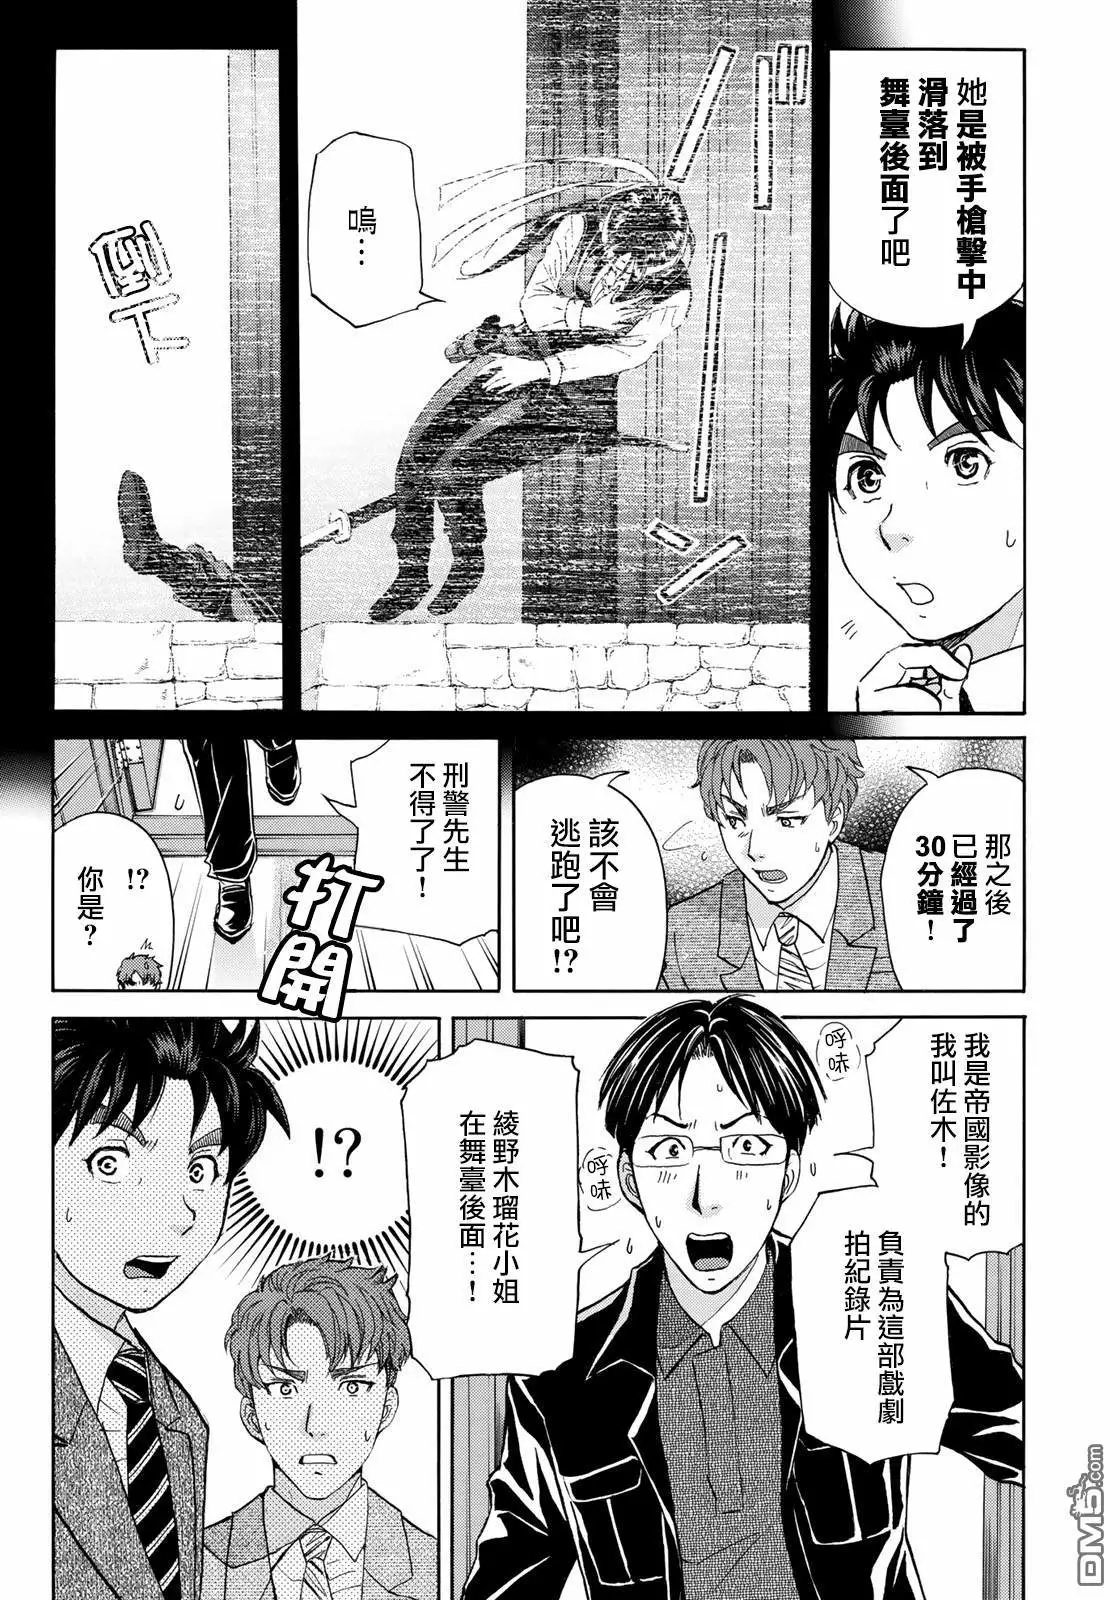 她是被手槍擊中
滑落到
舞臺後面了吧
嗚…
倒下
那之後
已經過了
30分鐘！
該不會
逃跑了吧!?
刑警先生
不得了了！
打開
!?
你是？
我是帝國影像的
我叫佐木！
負責為這部戲劇
拍紀錄片
呼哧
呼哧
綾野木瑠花小姐
在舞臺後面…！
!?
DM5.com